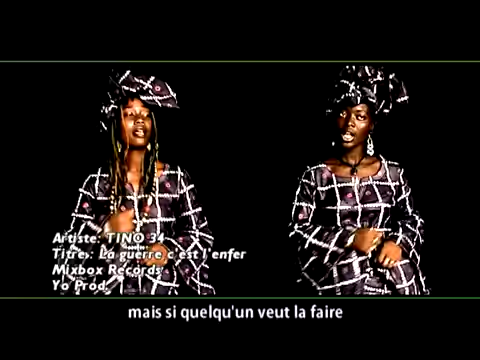 Artiste: TINO 34
Titre: La guerre c'est l'enfer
Mixbox Records
Yo Prod.
mais si quelqu'un veut la faire